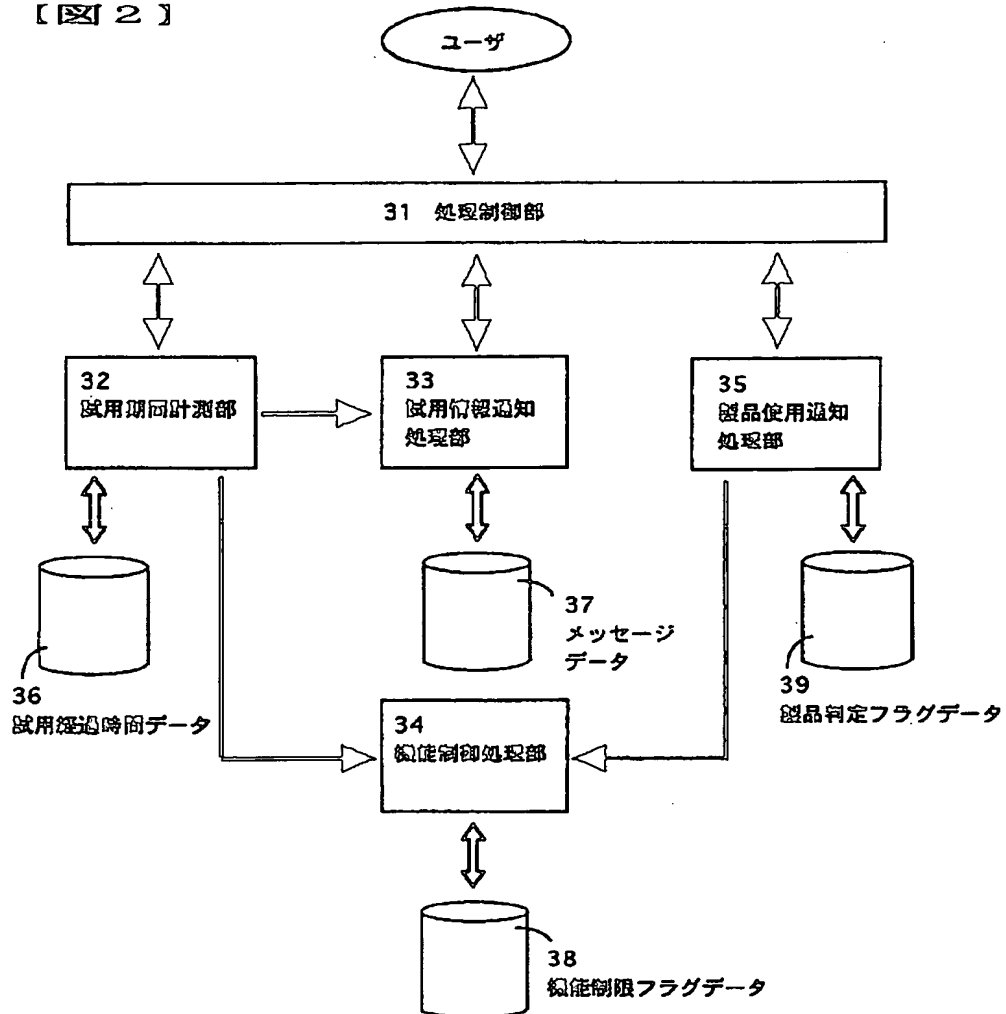 【図２】
ユーザ
31 処理制御部
32
試用期間計測部
33
試用情報通知
処理部
35
製品使用通知
処理部
36
試用経過時間データ
37
メッセージ
データ
39
製品判定フラグデータ
34
機能制御処理部
38
機能制限フラグデータ